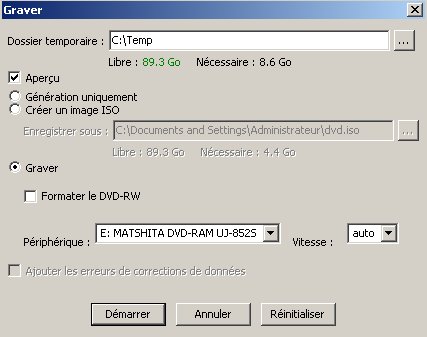 Graver
Dossier temporaire : C:\Temp ...
Libre : 89.3 Go Nécessaire : 8.6 Go
Aperçu
Génération uniquement
Créer un image ISO
Enregistrer sous : C:\Documents and Settings\Administrateur\dvd.iso ...
Libre : 89.3 Go Nécessaire : 4.4 Go
Graver
Formater le DVD-RW
Périphérique : E: MATSHITA DVD-RAM UJ-852S Vitesse : auto
Ajouter les erreurs de corrections de données
Démarrer Annuler Réinitialiser